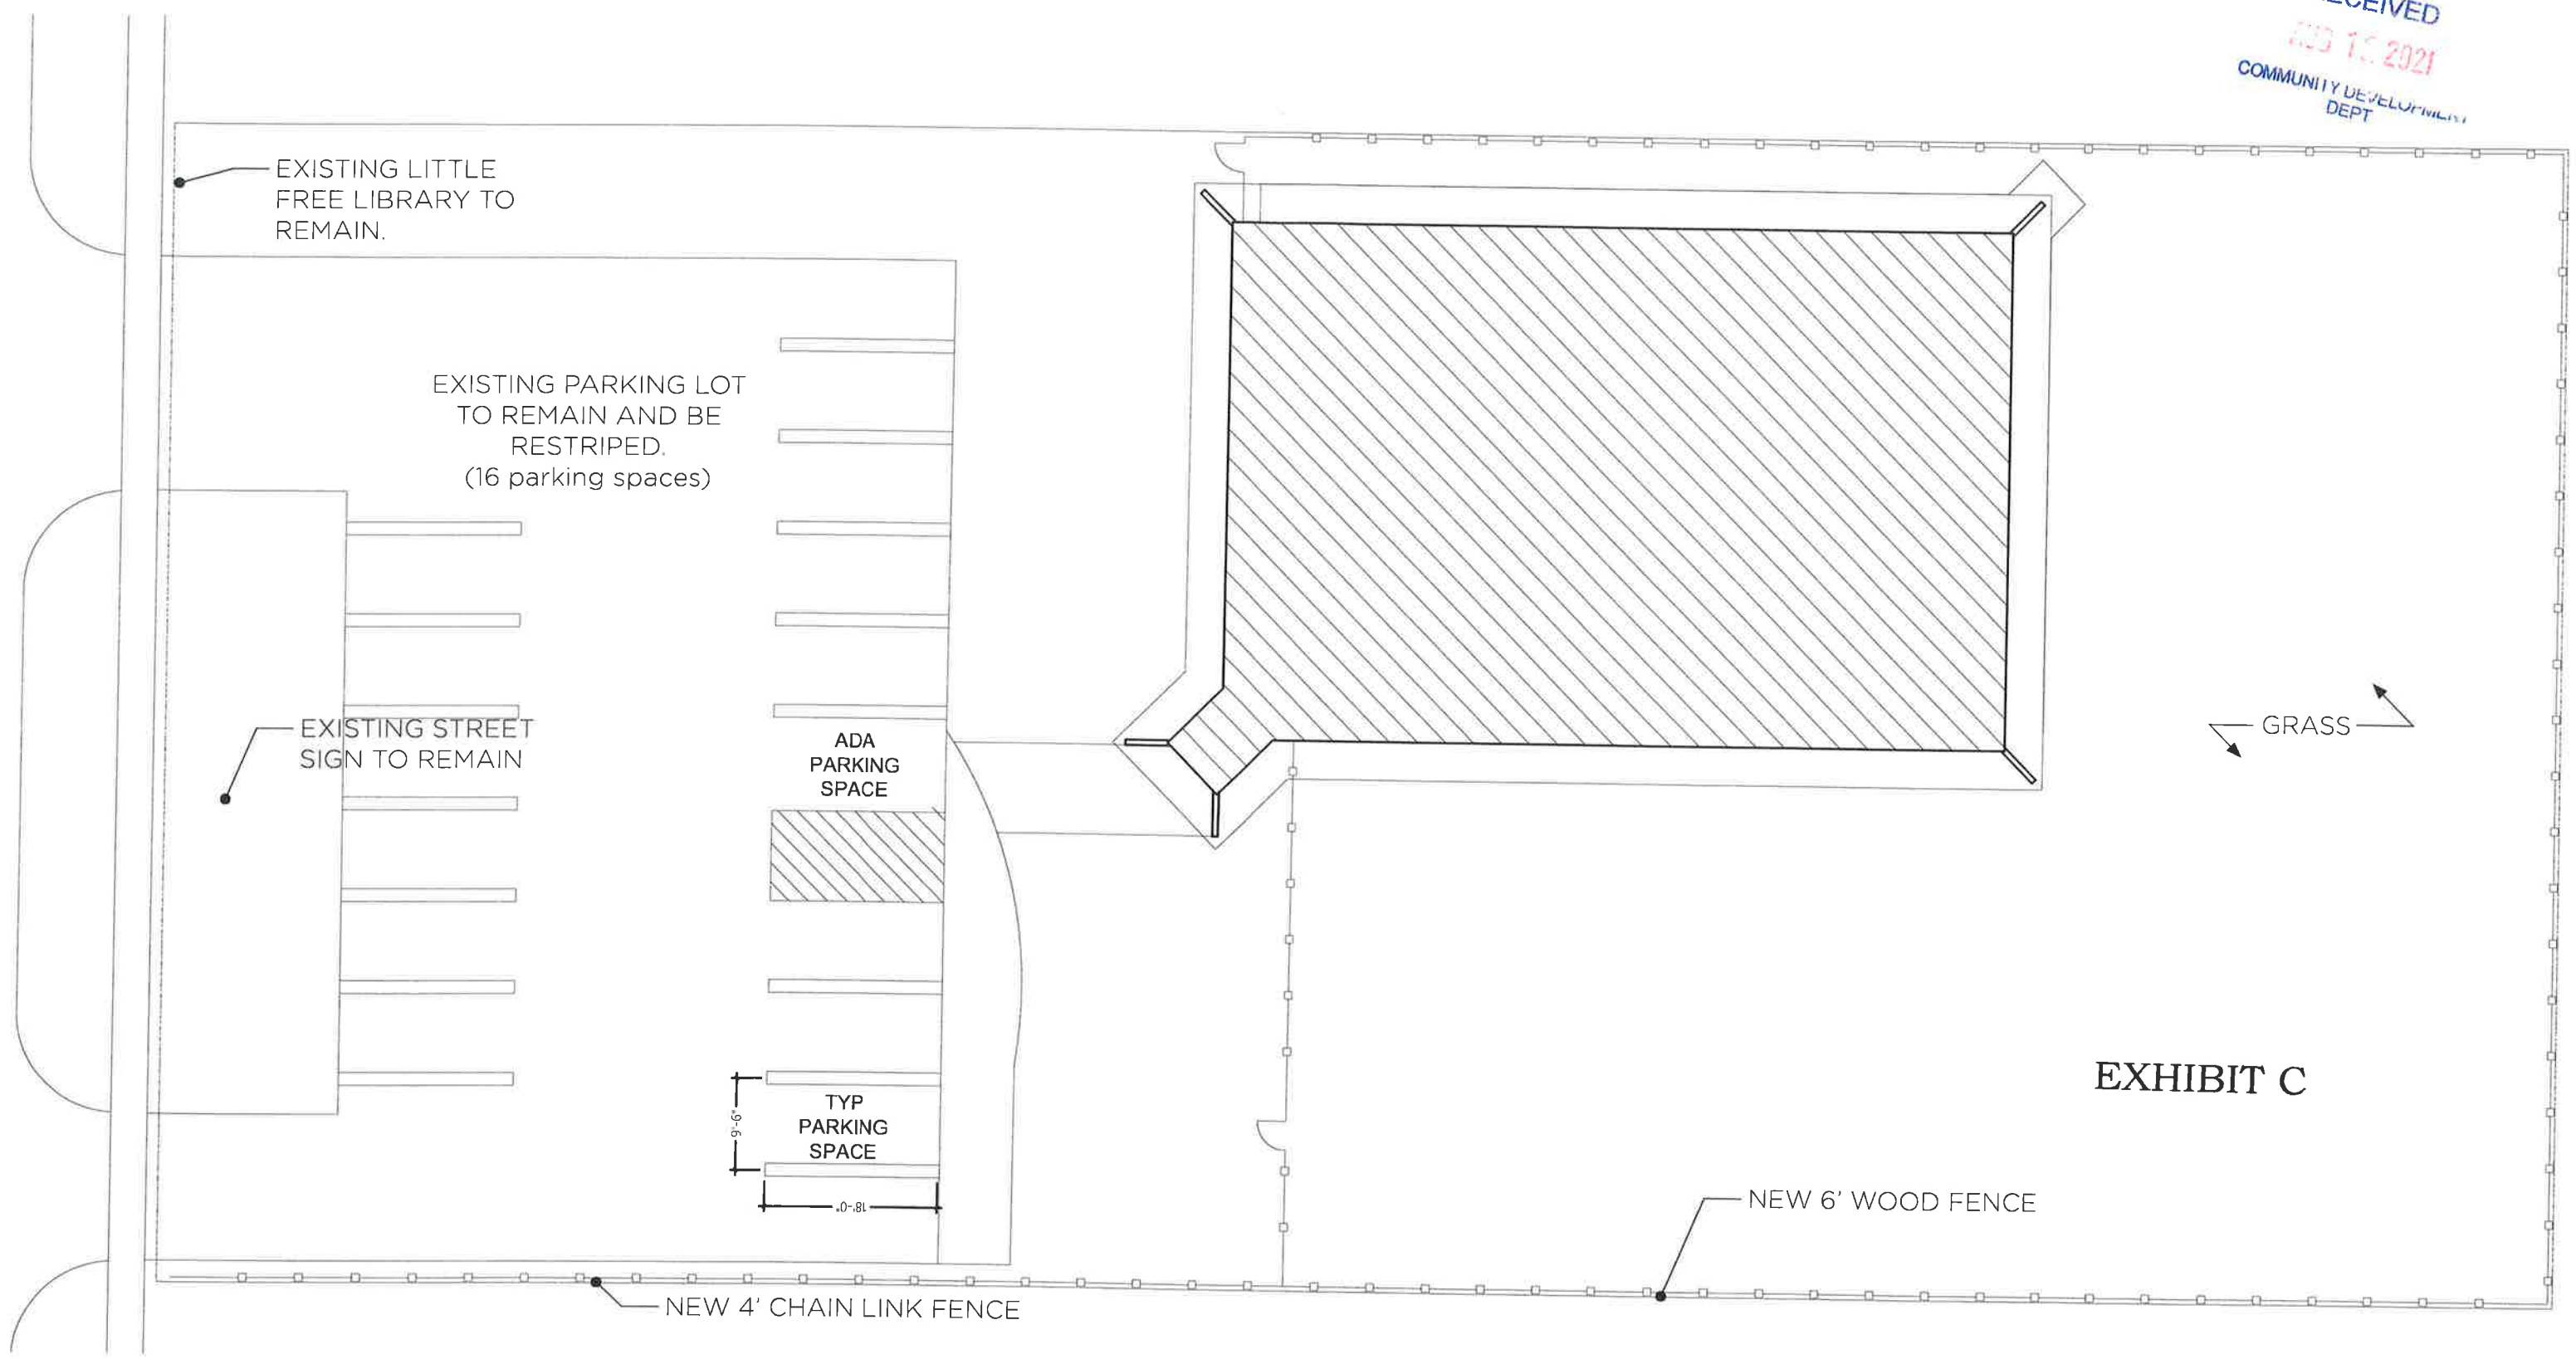 2021
COMMUNITY
DEPT
EXISTING LITTLE
FREE LIBRARY TO
REMAIN.
EXISTING PARKING LOT
TO REMAIN AND BE
RESTRIPED.
(16 parking spaces)
EXISTING STREET
SIGN TO REMAIN
ADA
PARKING
SPACE
GRASS
EXHIBIT C
TYP
PARKING
SPACE
9'-6"
18'-0"
NEW 6' WOOD FENCE
NEW 4' CHAIN LINK FENCE